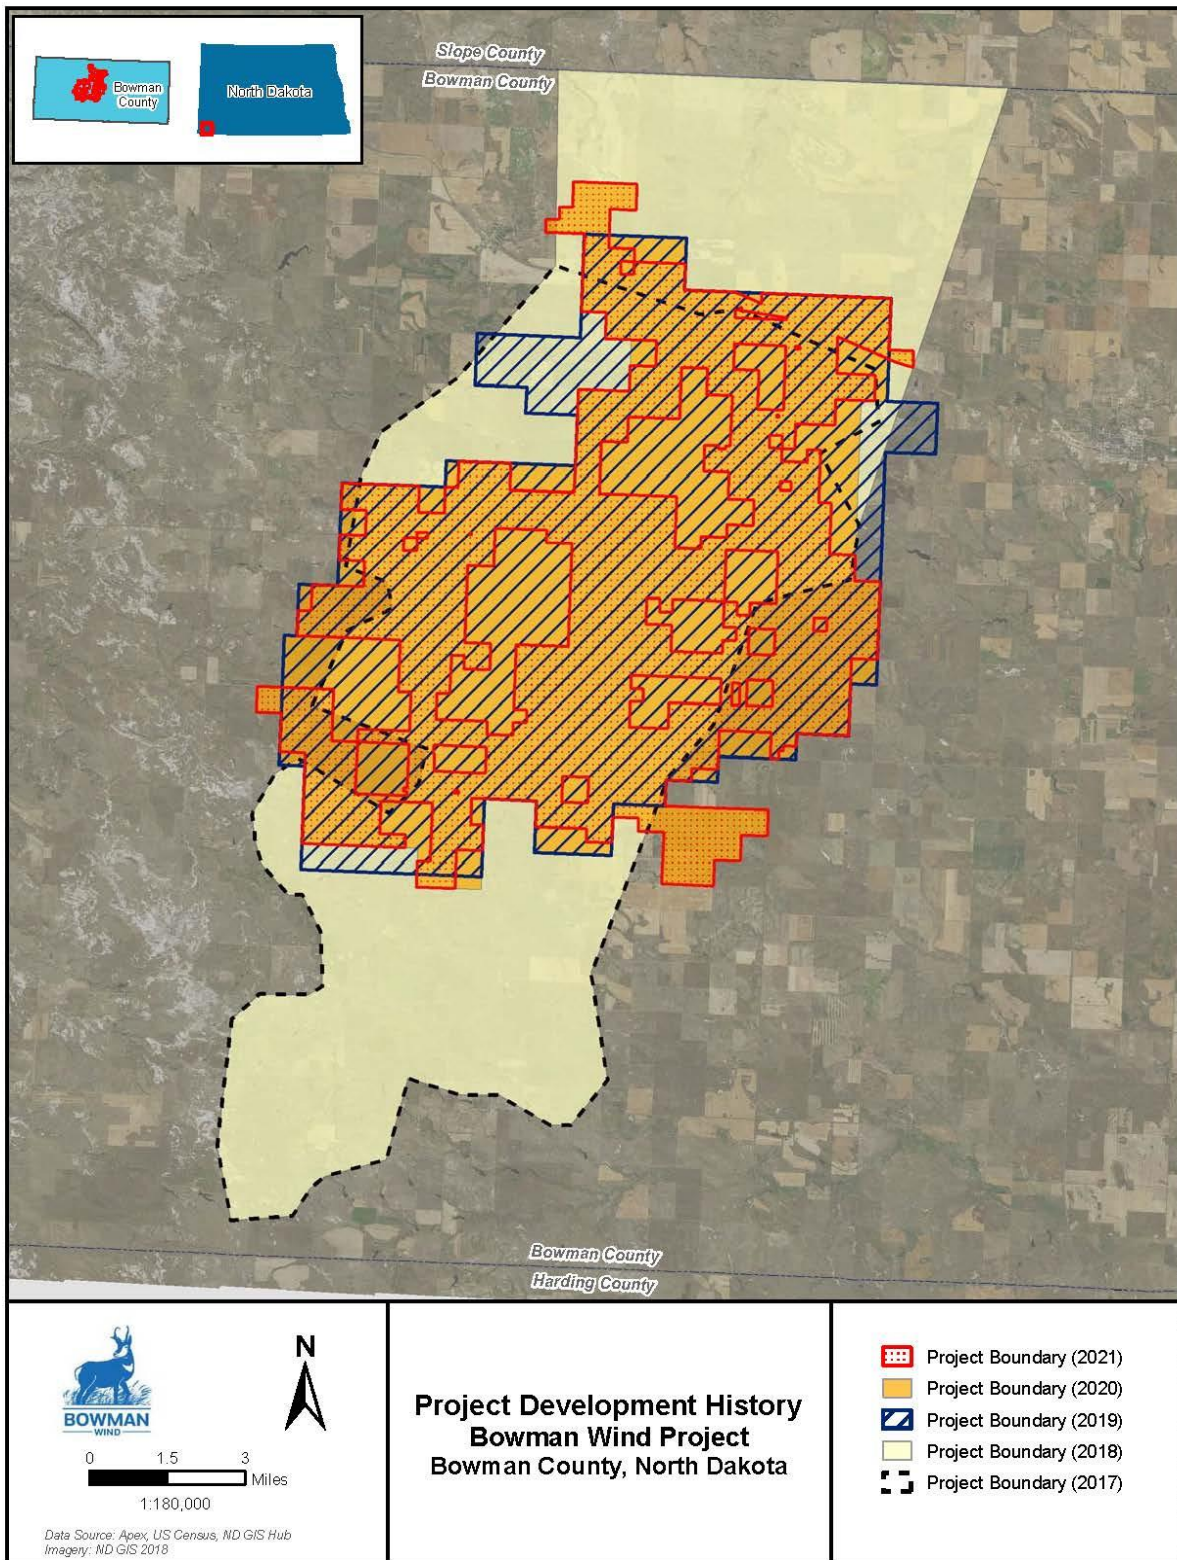 Slope County
Bowman County
Bowman
County
North Dakota
Bowman County
Harding County
BOWMAN
WIND
N
0 1.5 3
Miles
1:180,000
Data Source: Apex, US Census, ND GIS Hub
Imagery: ND GIS 2018
Project Development History
Bowman Wind Project
Bowman County, North Dakota
Project Boundary (2021)
Project Boundary (2020)
Project Boundary (2019)
Project Boundary (2018)
Project Boundary (2017)